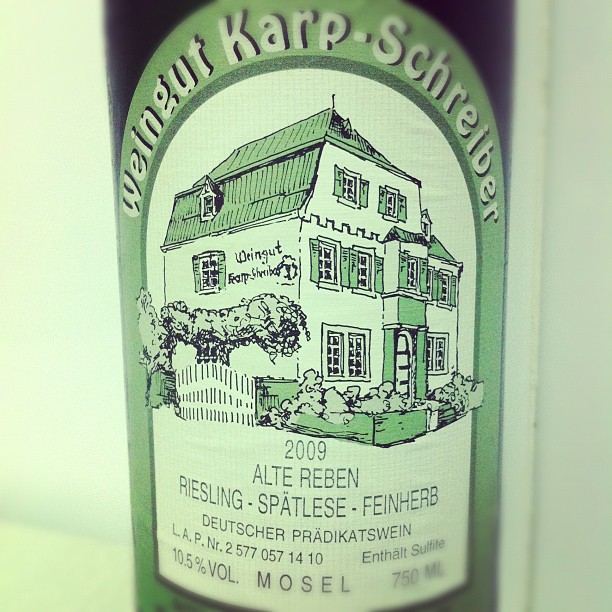 Weingut Karp-Schreiber
Weingut
Karp-Schreiber
2009
ALTE REBEN
RIESLING - SPÄTLESE - FEINHERB
DEUTSCHER PRÄDIKATSWEIN
L. A. P. Nr. 2 577 057 14 10 Enthält Sulfite
10.5 % VOL. MOSEL 750 ML